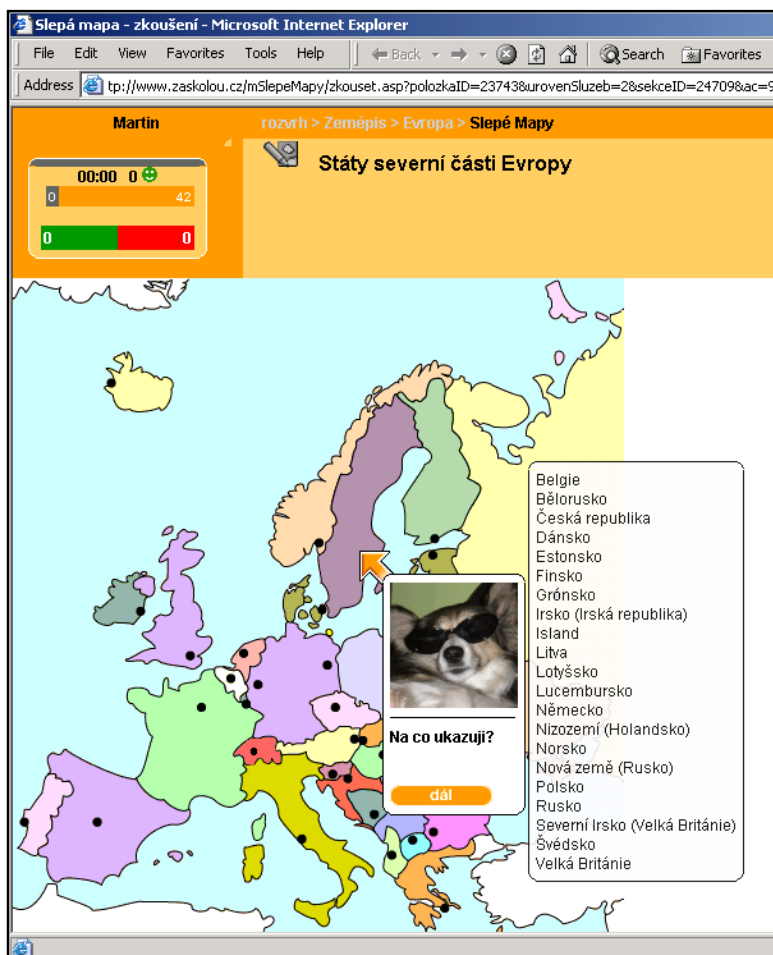 Slepá mapa - zkoušení - Microsoft Internet Explorer
File Edit View Favorites Tools Help Back Search Favorites
Address tp://www.zaskolou.cz/mSlepeMapy/zkouset.asp?polozkaID=23743&urovenSluzeb=2&sekceID=24709&ac=9
Martin rozvrh > Zeměpis > Evropa > Slepé Mapy
Státy severní části Evropy
00:00 0
0 42
0 0
Belgie
Bělorusko
Česká republika
Dánsko
Estonsko
Finsko
Grónsko
Irsko (Irská republika)
Island
Litva
Lotyšsko
Lucembursko
Německo
Nizozemí (Holandsko)
Norsko
Nová země (Rusko)
Polsko
Rusko
Severní Irsko (Velká Británie)
Švédsko
Velká Británie
Na co ukazuji?
dál